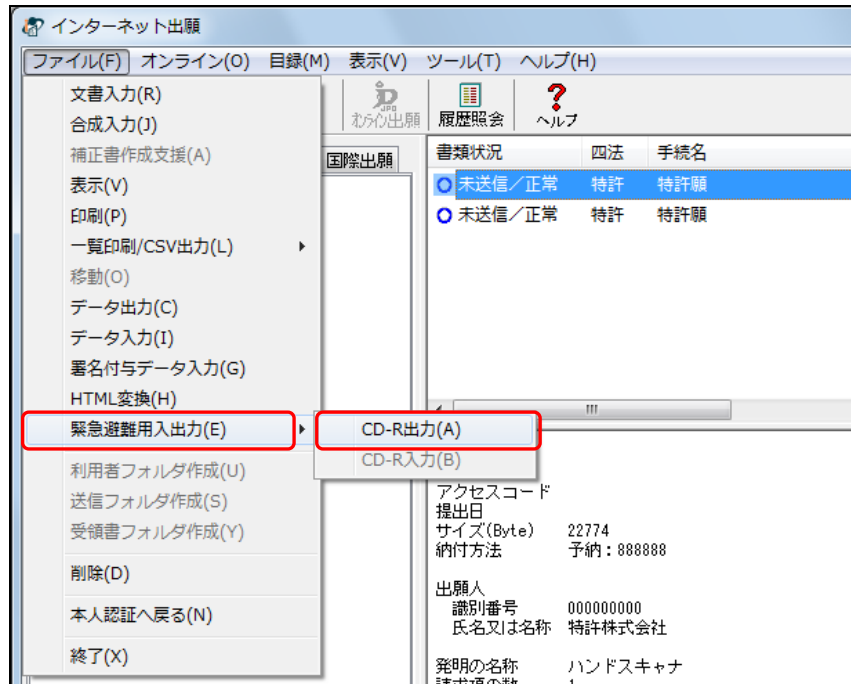 インターネット出願
ファイル(F) オンライン(O) 目録(M) 表示(V) ツール(T) ヘルプ(H)
オンライン出願 履歴照会 ヘルプ
文書入力(R)
合成入力(J)
補正書作成支援(A)
表示(V)
印刷(P)
一覧印刷/CSV出力(L)
移動(O)
データ出力(C)
データ入力(I)
署名付与データ入力(G)
HTML変換(H)
緊急避難用入出力(E)
利用者フォルダ作成(U)
送信フォルダ作成(S)
受領書フォルダ作成(Y)
削除(D)
本人認証へ戻る(N)
終了(X)
CD-R出力(A)
CD-R入力(B)
国際出願
書類状況 四法 手続名
未送信／正常 特許 特許願
未送信／正常 特許 特許願
アクセスコード
提出日
サイズ(Byte) 22774
納付方法 予納：888888
出願人
識別番号 000000000
氏名又は名称 特許株式会社
発明の名称 ハンドスキャナ
請求項の数 1